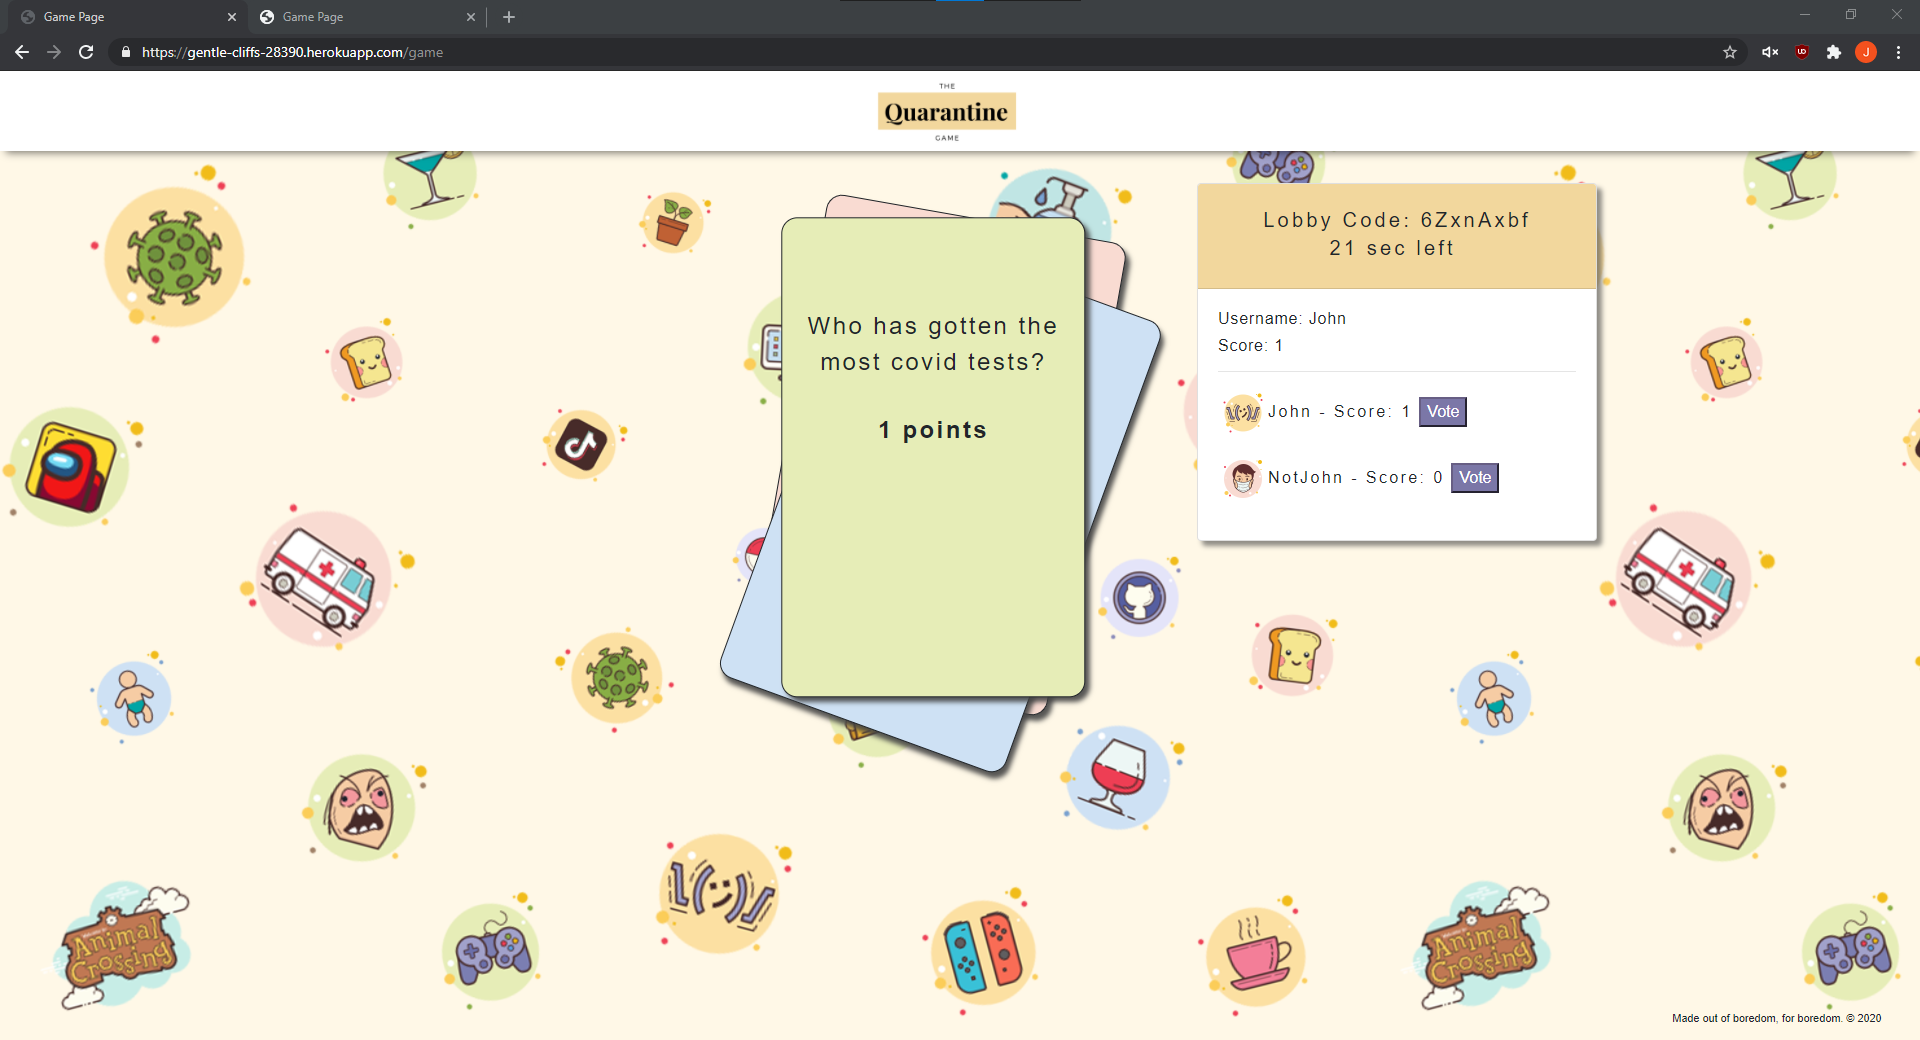 Game Page
Game Page
https://gentle-cliffs-28390.herokuapp.com/game
J
THE
Quarantine
GAME
Lobby Code: 6ZxnAxbf
21 sec left
Who has gotten the
most covid tests?
1 points
Username: John
Score: 1
John - Score: 1 Vote
NotJohn - Score: 0 Vote
Animal
Crossing
Animal
Crossing
Made out of boredom, for boredom. © 2020